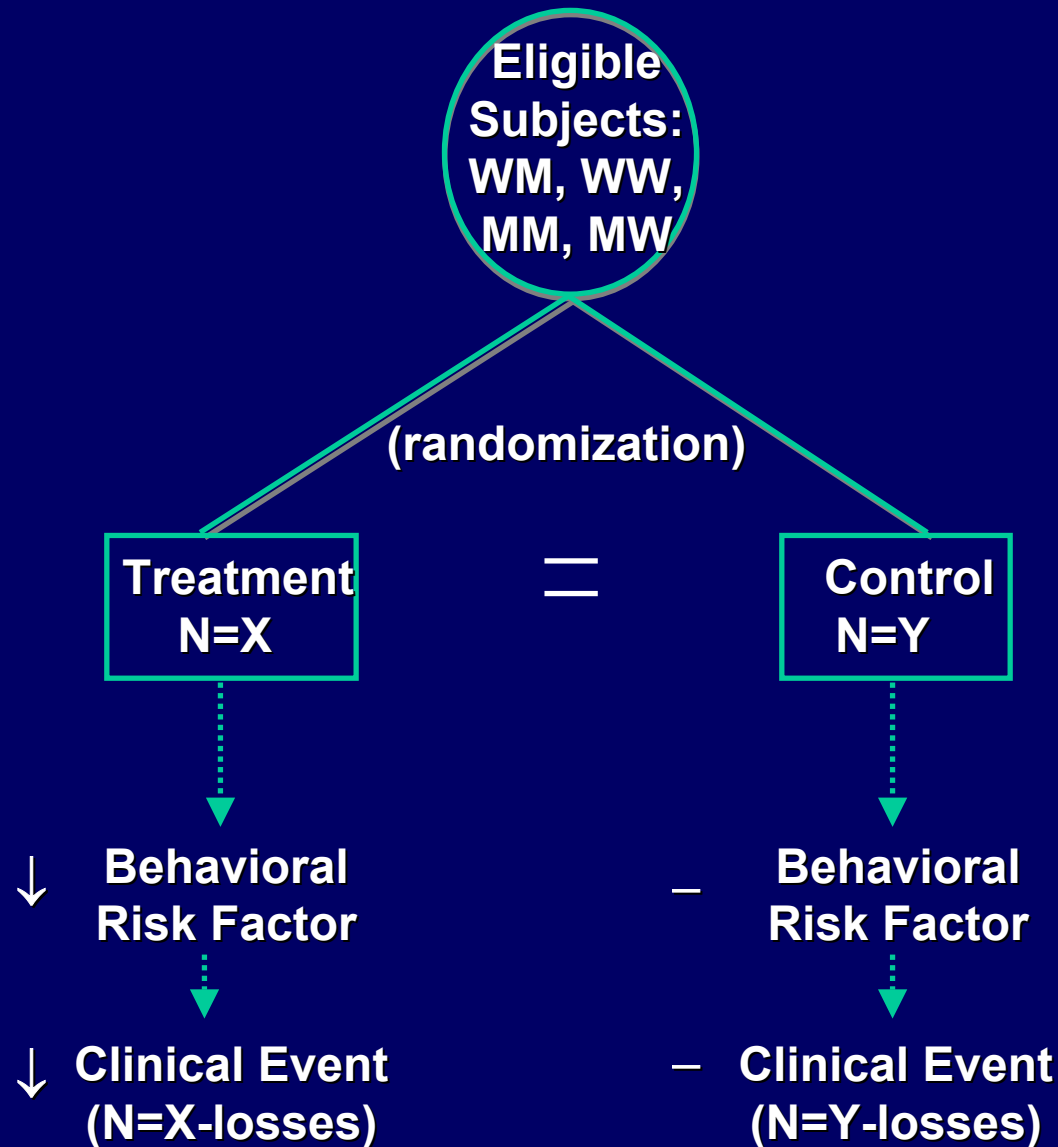 Eligible
Subjects:
WM, WW,
MM, MW
(randomization)
Treatment
N=X
=
Control
N=Y
↓ Behavioral
Risk Factor
– Behavioral
Risk Factor
↓ Clinical Event
(N=X-losses)
– Clinical Event
(N=Y-losses)